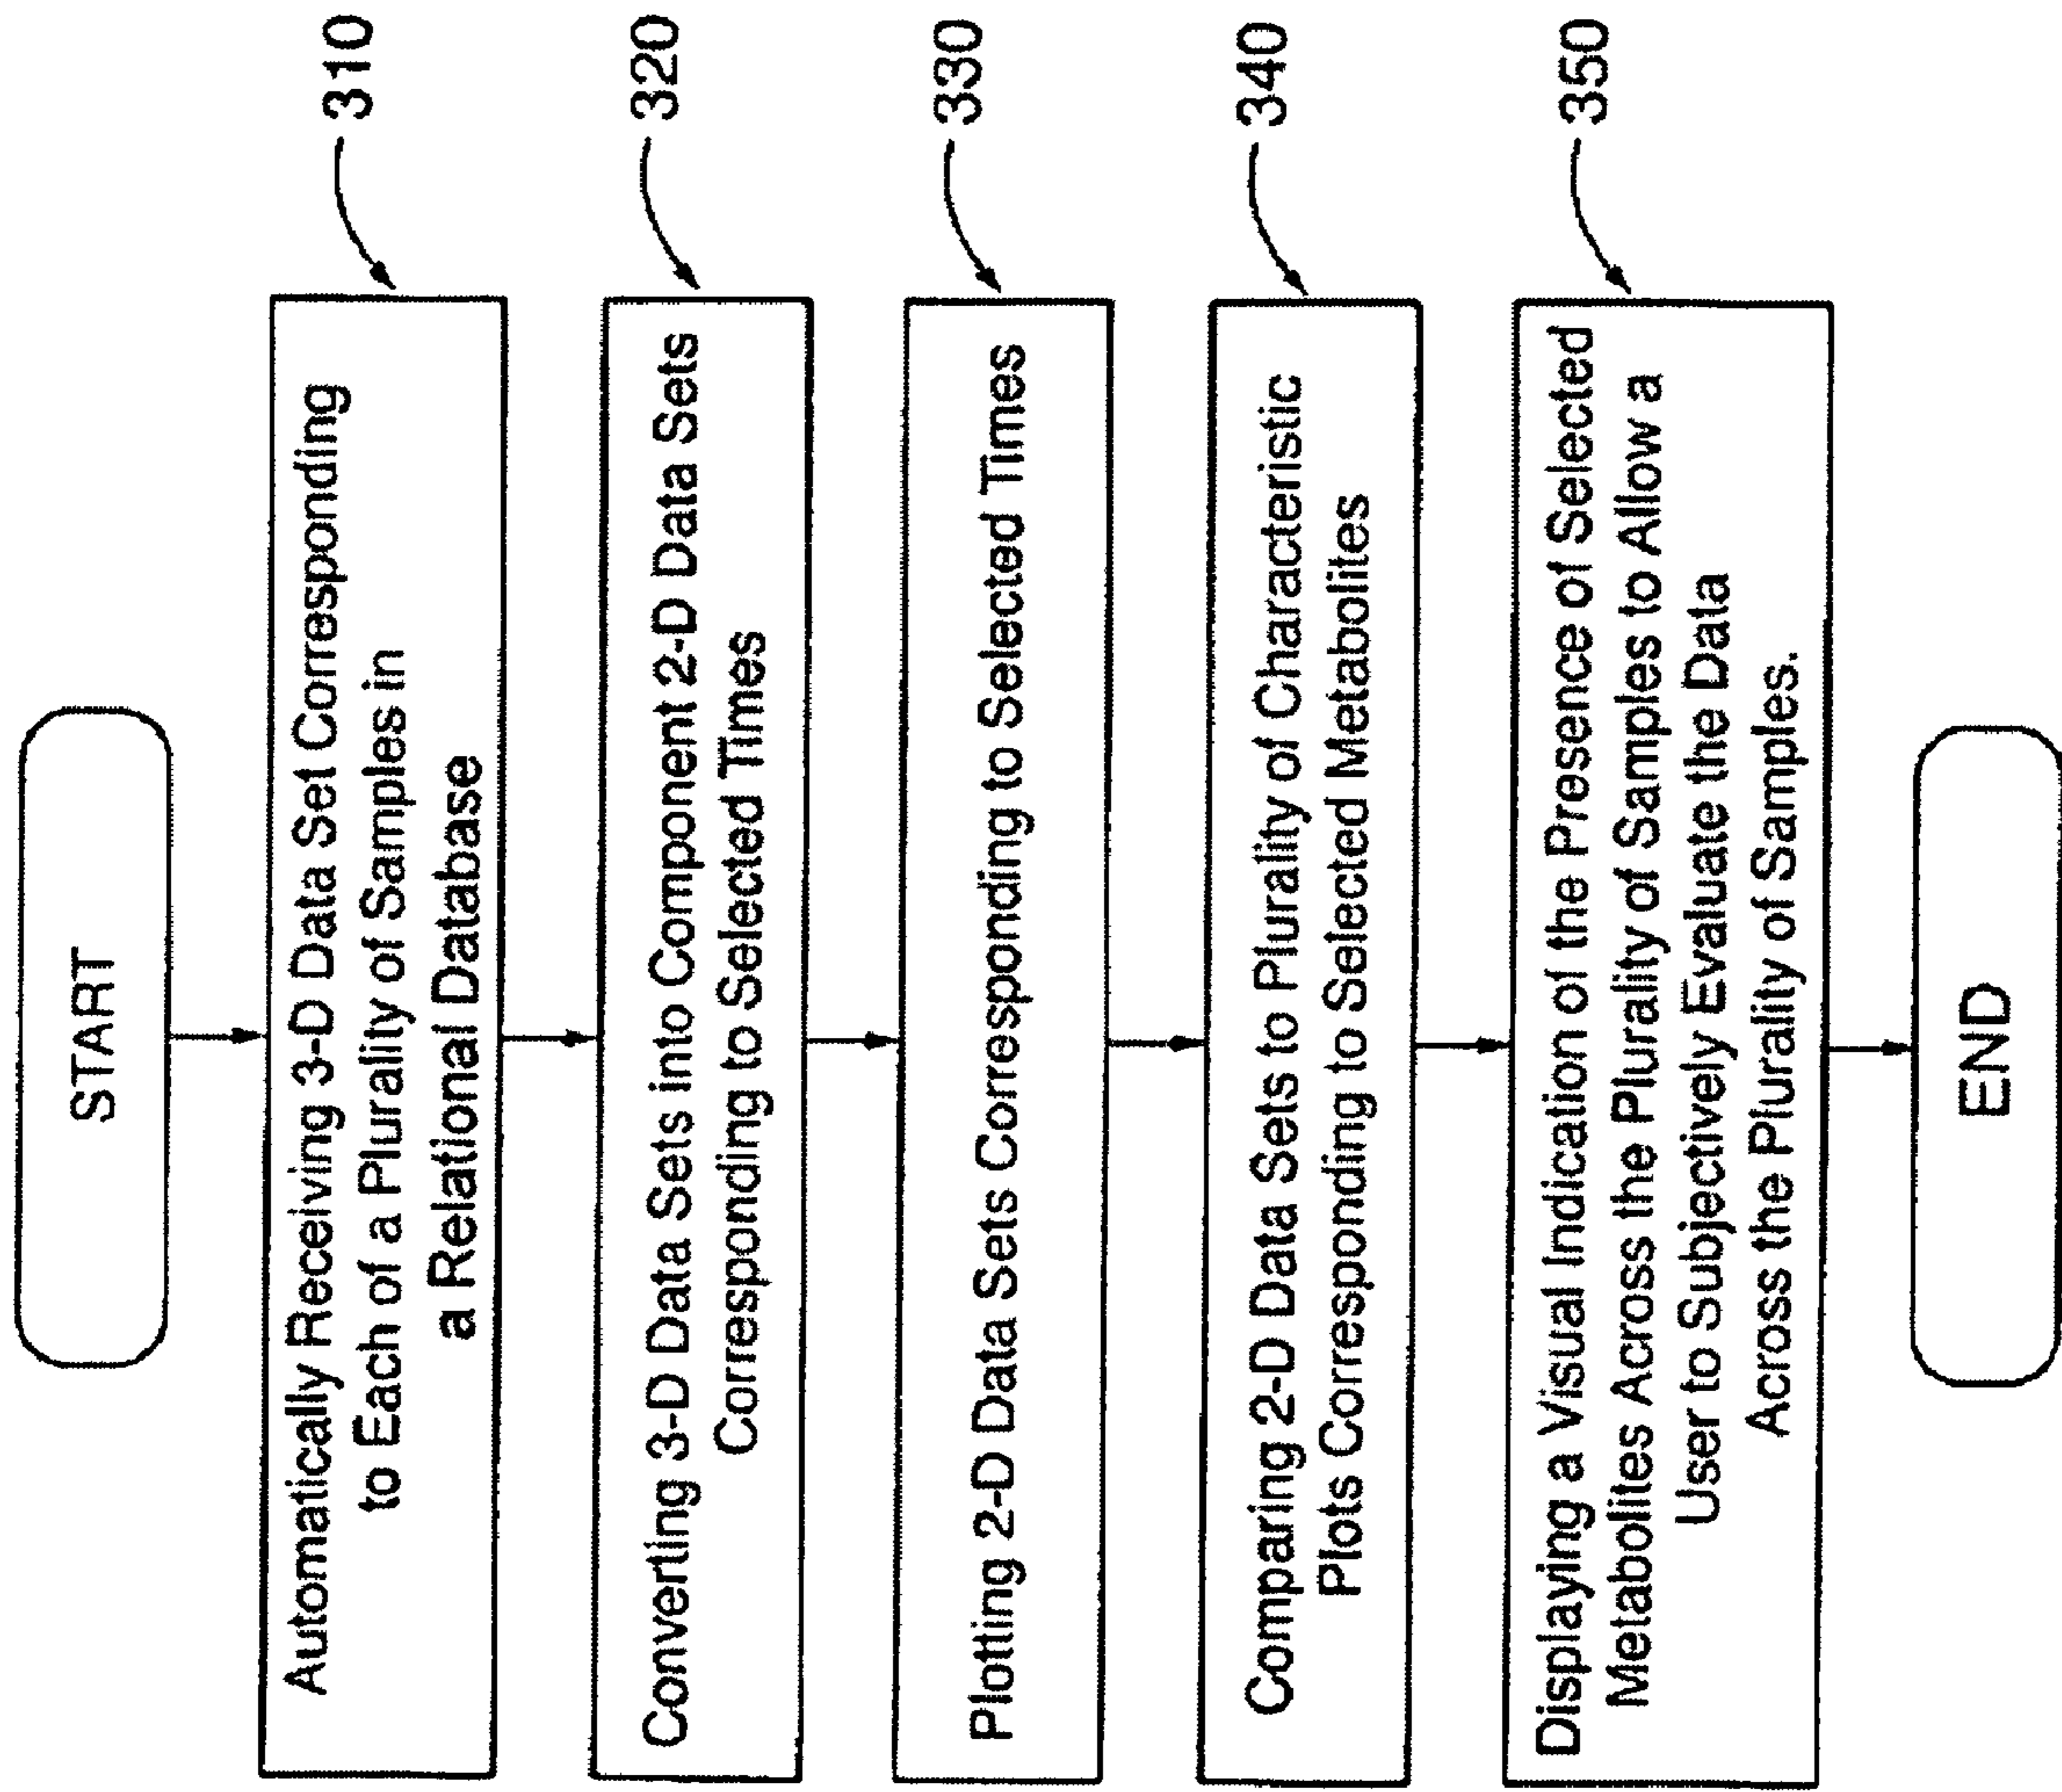 START
Automatically Receiving 3-D Data Set Corresponding
to Each of a Plurality of Samples in
a Relational Database
310
Converting 3-D Data Sets into Component 2-D Data Sets
Corresponding to Selected Times
320
Plotting 2-D Data Sets Corresponding to Selected Times
330
Comparing 2-D Data Sets to Plurality of Characteristic
Plots Corresponding to Selected Metabolites
340
Displaying a Visual Indication of the Presence of Selected
Metabolites Across the Plurality of Samples to Allow a
User to Subjectively Evaluate the Data
Across the Plurality of Samples.
350
END